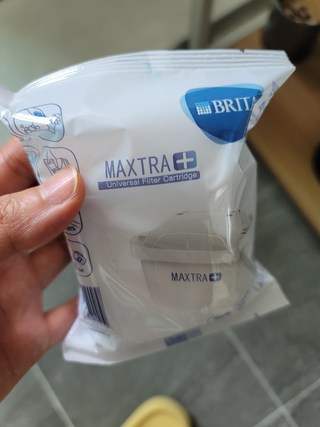 BRITA
MAXTRA+
Universal Filter Cartridge
MAXTRA+